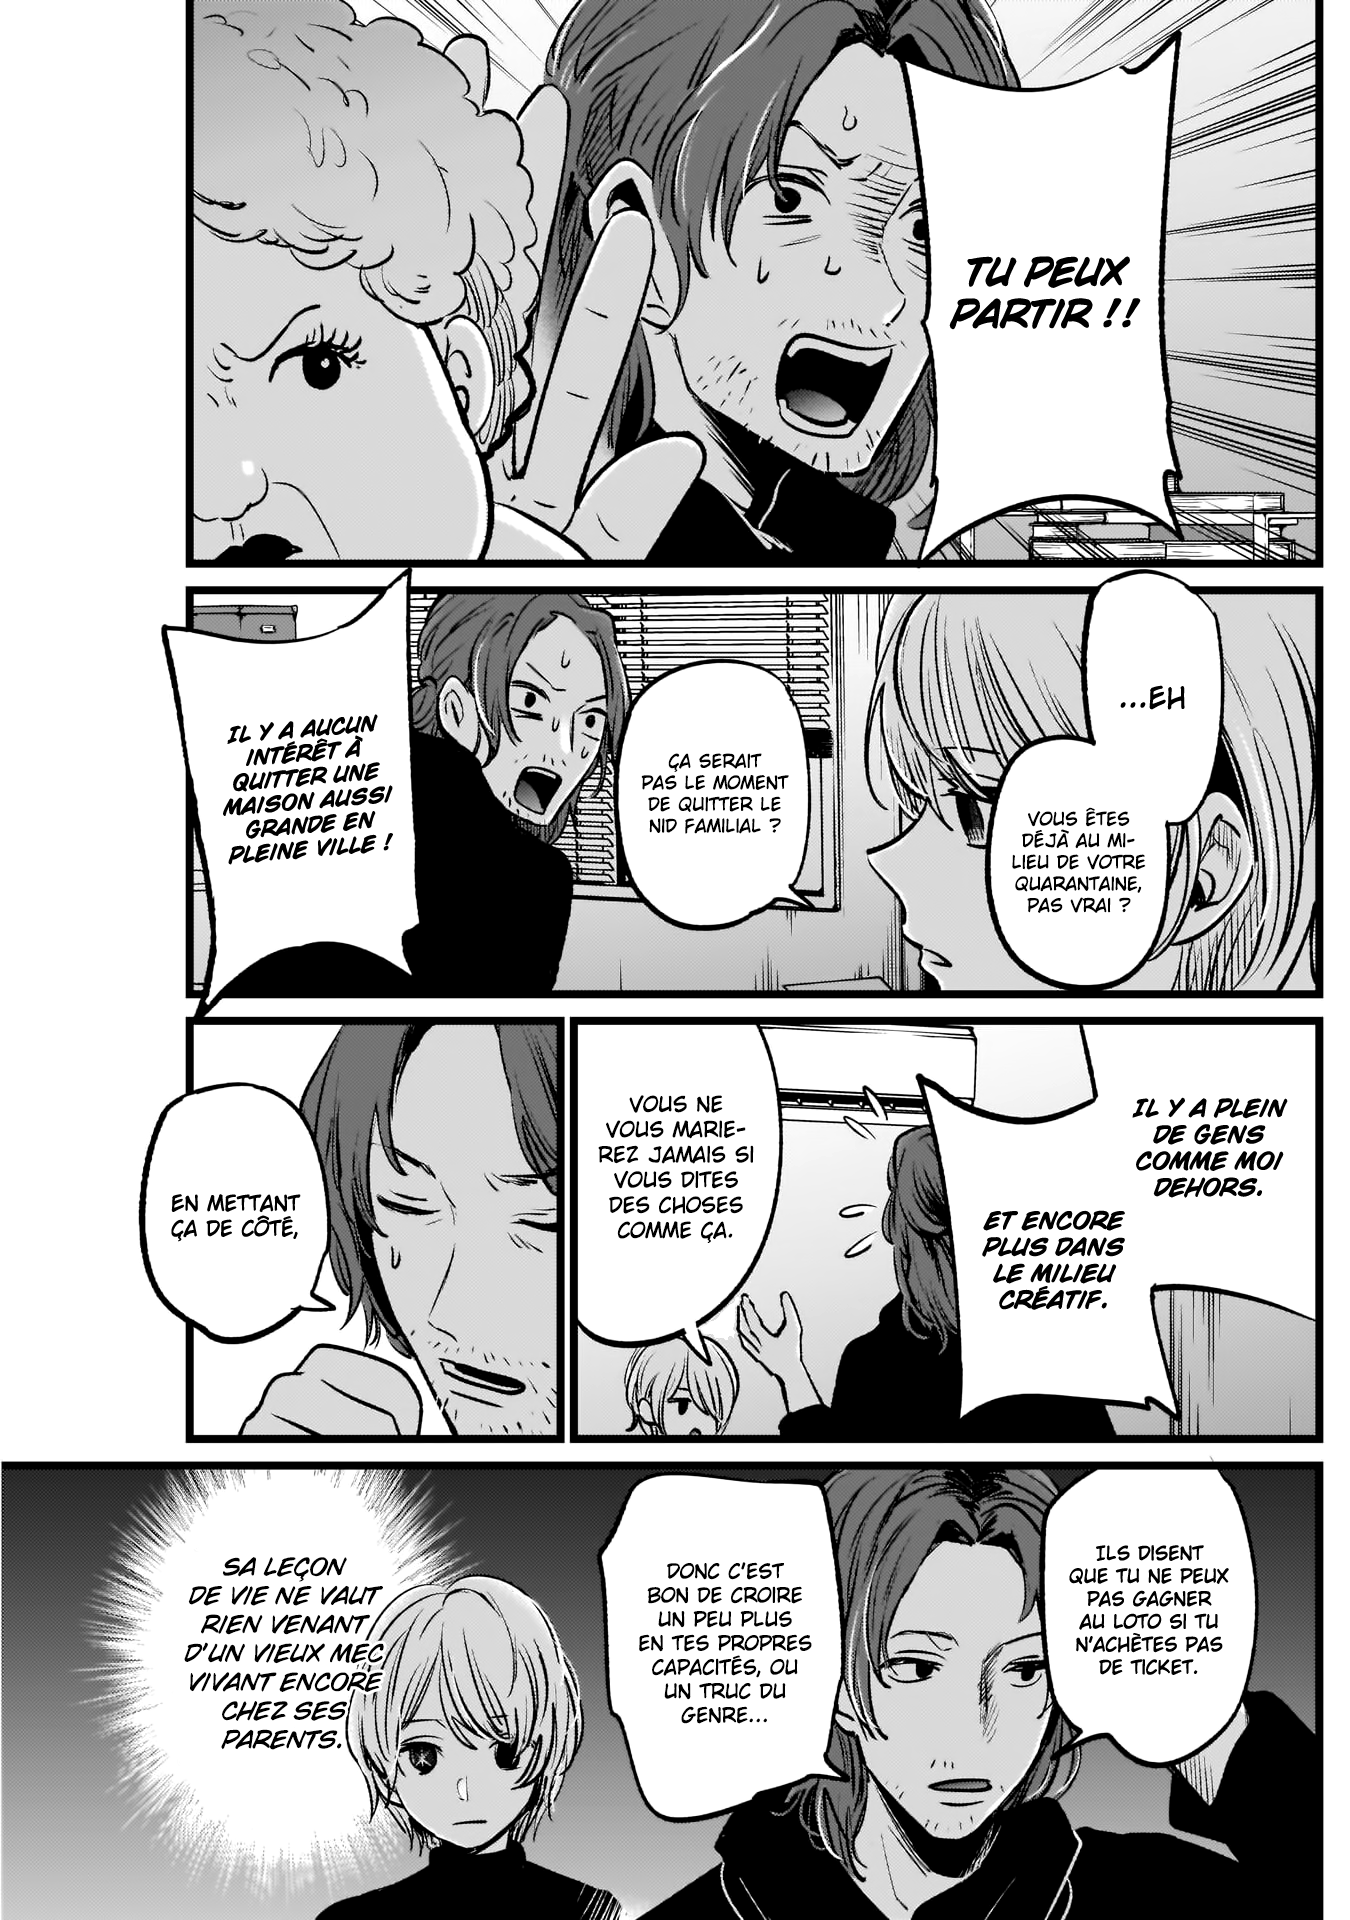 TU PEUX
PARTIR !!
...EH
VOUS ÊTES
DÉJÀ AU MI-
LIEU DE VOTRE
QUARANTAINE,
PAS VRAI ?
ÇA SERAIT
PAS LE MOMENT
DE QUITTER LE
NID FAMILIAL ?
IL Y A AUCUN
INTÉRÊT À
QUITTER UNE
MAISON AUSSI
GRANDE EN
PLEINE VILLE !
IL Y A PLEIN
DE GENS
COMME MOI
DEHORS.
ET ENCORE
PLUS DANS
LE MILIEU
CRÉATIF.
VOUS NE
VOUS MARIE-
REZ JAMAIS SI
VOUS DITES
DES CHOSES
COMME ÇA.
EN METTANT
ÇA DE CÔTÉ,
ILS DISENT
QUE TU NE PEUX
PAS GAGNER
AU LOTO SI TU
N'ACHÈTES PAS
DE TICKET.
DONC C'EST
BON DE CROIRE
UN PEU PLUS
EN TES PROPRES
CAPACITÉS, OU
UN TRUC DU
GENRE...
SA LEÇON
DE VIE NE VAUT
RIEN VENANT
D'UN VIEUX MEC
VIVANT ENCORE
CHEZ SES
PARENTS.